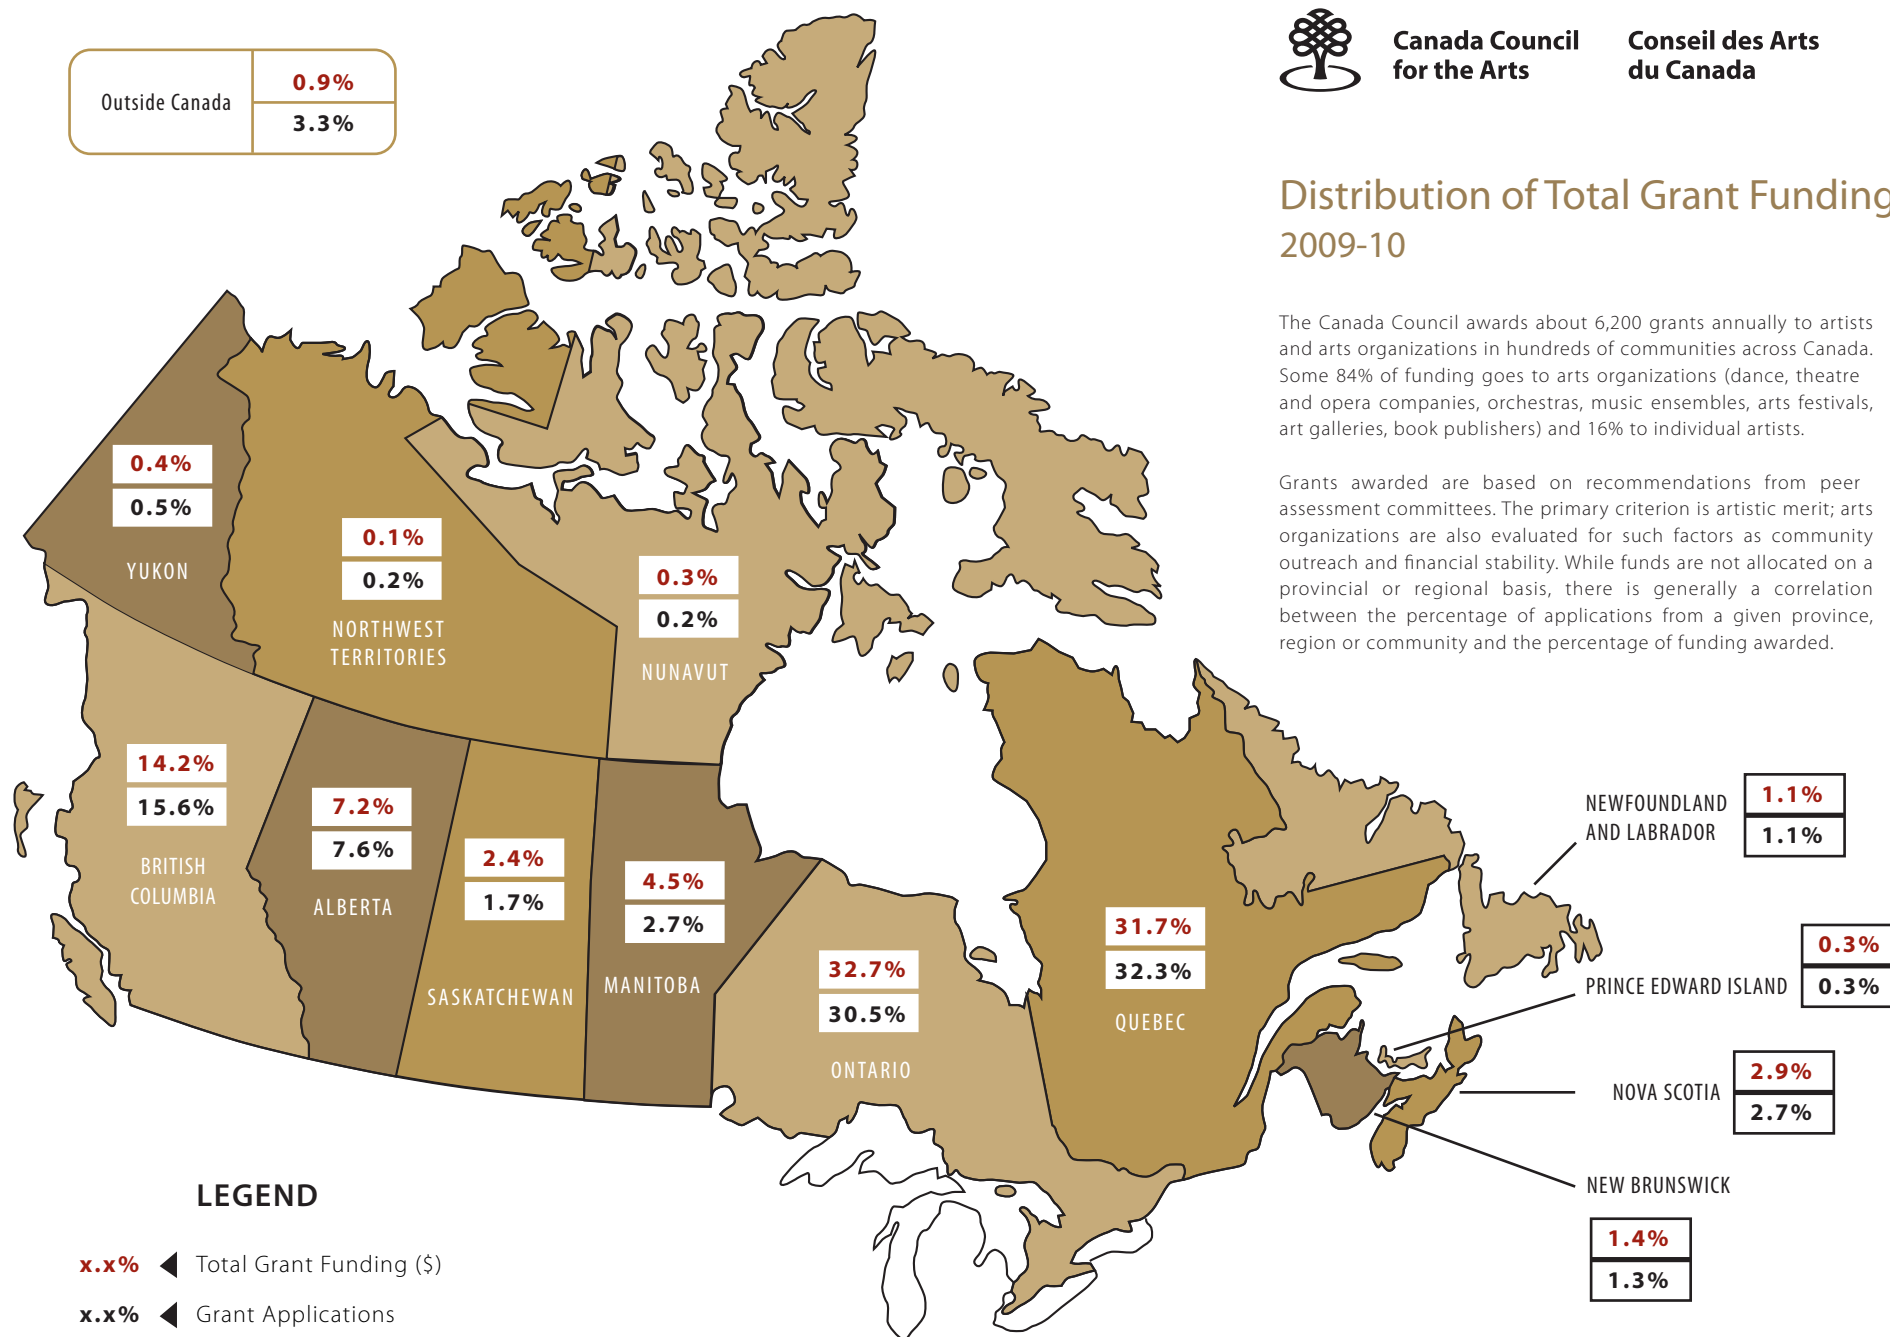 Outside Canada
0.9%
3.3%
Canada Council
for the Arts
Conseil des Arts
du Canada
Distribution of Total Grant Funding
2009-10
The Canada Council awards about 6,200 grants annually to artists
and arts organizations in hundreds of communities across Canada.
Some 84% of funding goes to arts organizations (dance, theatre
and opera companies, orchestras, music ensembles, arts festivals,
art galleries, book publishers) and 16% to individual artists.
Grants awarded are based on recommendations from peer
assessment committees. The primary criterion is artistic merit; arts
organizations are also evaluated for such factors as community
outreach and financial stability. While funds are not allocated on a
provincial or regional basis, there is generally a correlation
between the percentage of applications from a given province,
region or community and the percentage of funding awarded.
0.4%
0.5%
YUKON
0.1%
0.2%
NORTHWEST
TERRITORIES
0.3%
0.2%
NUNAVUT
14.2%
15.6%
BRITISH
COLUMBIA
7.2%
7.6%
ALBERTA
2.4%
1.7%
SASKATCHEWAN
4.5%
2.7%
MANITOBA
32.7%
30.5%
ONTARIO
31.7%
32.3%
QUEBEC
NEWFOUNDLAND
AND LABRADOR
1.1%
1.1%
PRINCE EDWARD ISLAND
0.3%
0.3%
NOVA SCOTIA
2.9%
2.7%
NEW BRUNSWICK
1.4%
1.3%
LEGEND
x.x% Total Grant Funding ($)
x.x% Grant Applications